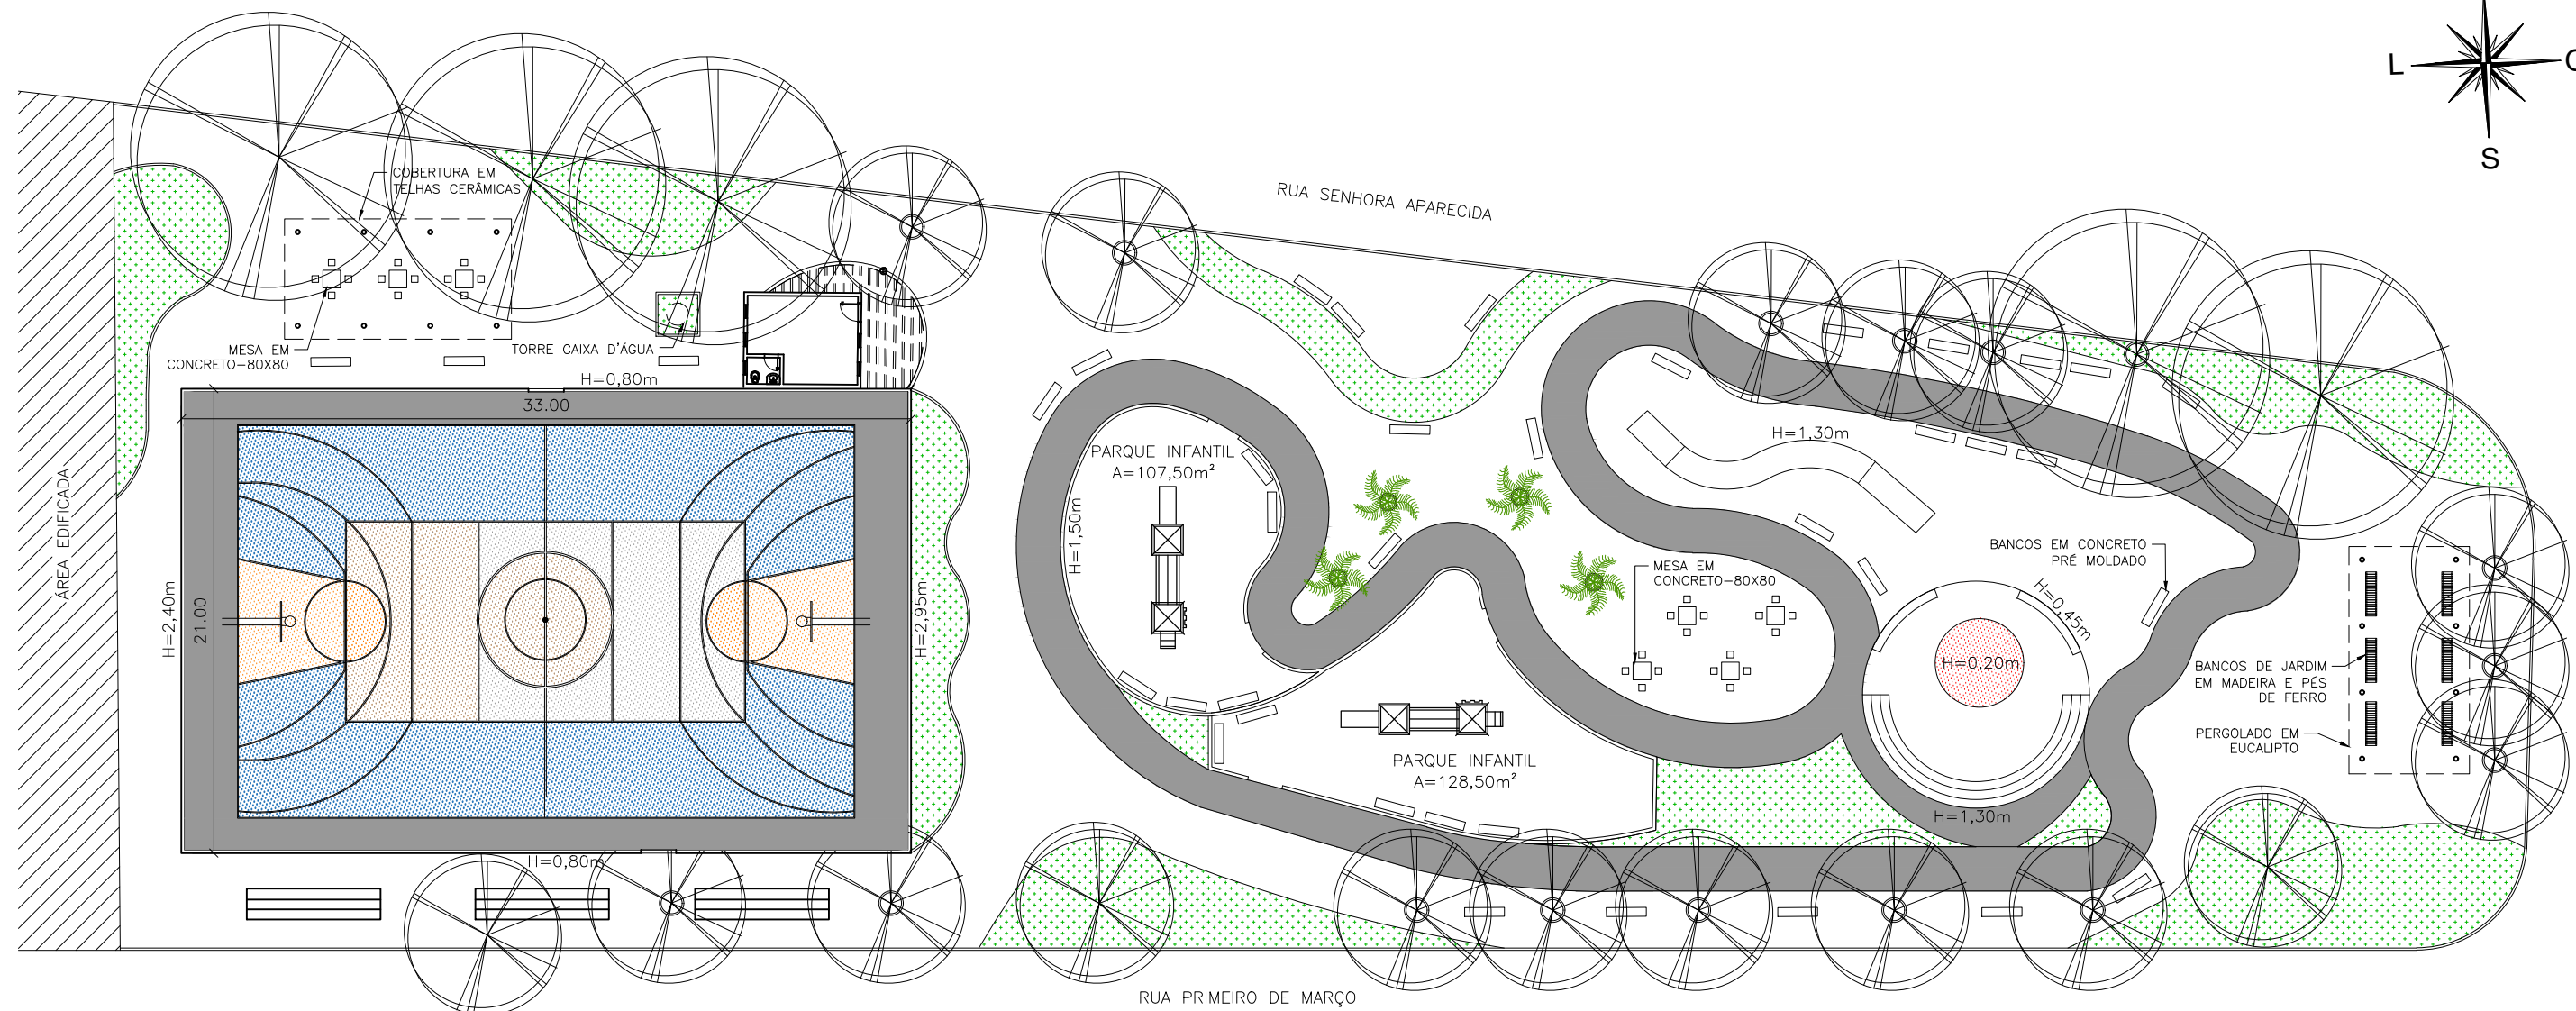 L
S
RUA SENHORA APARECIDA
COBERTURA EM
TELHAS CERÂMICAS
MESA EM
CONCRETO-80X80
TORRE CAIXA D'ÁGUA
H=0,80m
33.00
21.00
H=2,40m
H=2,95m
H=0,80m
ÁREA EDIFICADA
PARQUE INFANTIL
A=107,50m²
H=1,50m
PARQUE INFANTIL
A=128,50m²
MESA EM
CONCRETO-80X80
H=1,30m
BANCOS EM CONCRETO
PRÉ MOLDADO
H=0,45m
H=0,20m
H=1,30m
BANCOS DE JARDIM
EM MADEIRA E PÉS
DE FERRO
PERGOLADO EM
EUCALIPTO
RUA PRIMEIRO DE MARÇO